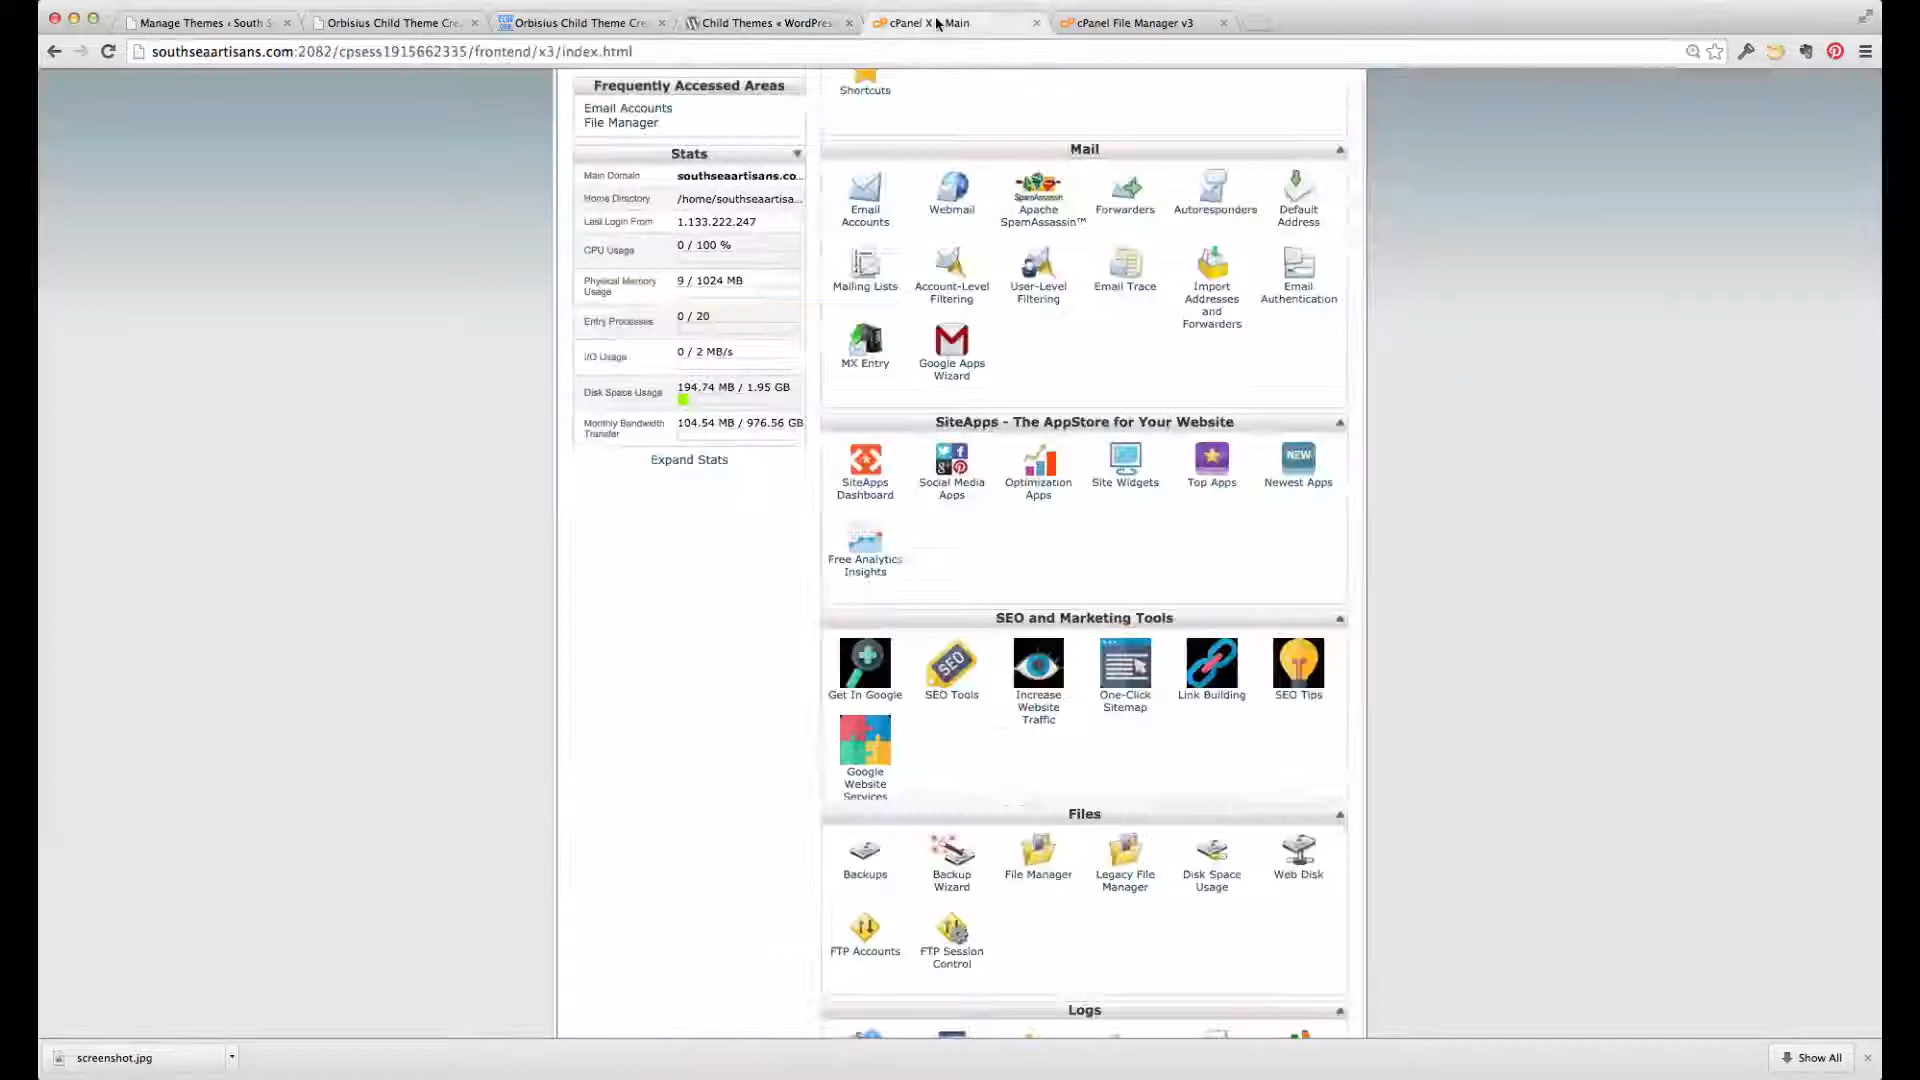 Manage Themes ‹ South S
Orbisius Child Theme Cre
Orbisius Child Theme Cre
Child Themes « WordPres
cPanel X Main
cPanel File Manager v3
southseaartisans.com:2082/cpsess1915662335/frontend/x3/index.html
Frequently Accessed Areas
Email Accounts
File Manager
Stats
Main Domain southseaartisans.co...
Home Directory /home/southseaartisa...
Last Login From 1.133.222.247
CPU Usage 0 / 100 %
Physical Memory Usage 9 / 1024 MB
Entry Processes 0 / 20
I/O Usage 0 / 2 MB/s
Disk Space Usage 194.74 MB / 1.95 GB
Monthly Bandwidth Transfer 104.54 MB / 976.56 GB
Expand Stats
Shortcuts
Mail
Email Accounts
Webmail
SpamAssassin
Apache SpamAssassin™
Forwarders
Autoresponders
Default Address
Mailing Lists
Account-Level Filtering
User-Level Filtering
Email Trace
Import Addresses and Forwarders
Email Authentication
MX Entry
Google Apps Wizard
SiteApps - The AppStore for Your Website
SiteApps Dashboard
Social Media Apps
Optimization Apps
Site Widgets
Top Apps
NEW
Newest Apps
Free Analytics Insights
SEO and Marketing Tools
Get In Google
SEO
SEO Tools
Increase Website Traffic
One-Click Sitemap
Link Building
SEO Tips
Google Website Services
Files
Backups
Backup Wizard
File Manager
Legacy File Manager
Disk Space Usage
Web Disk
FTP Accounts
FTP Session Control
Logs
screenshot.jpg
Show All